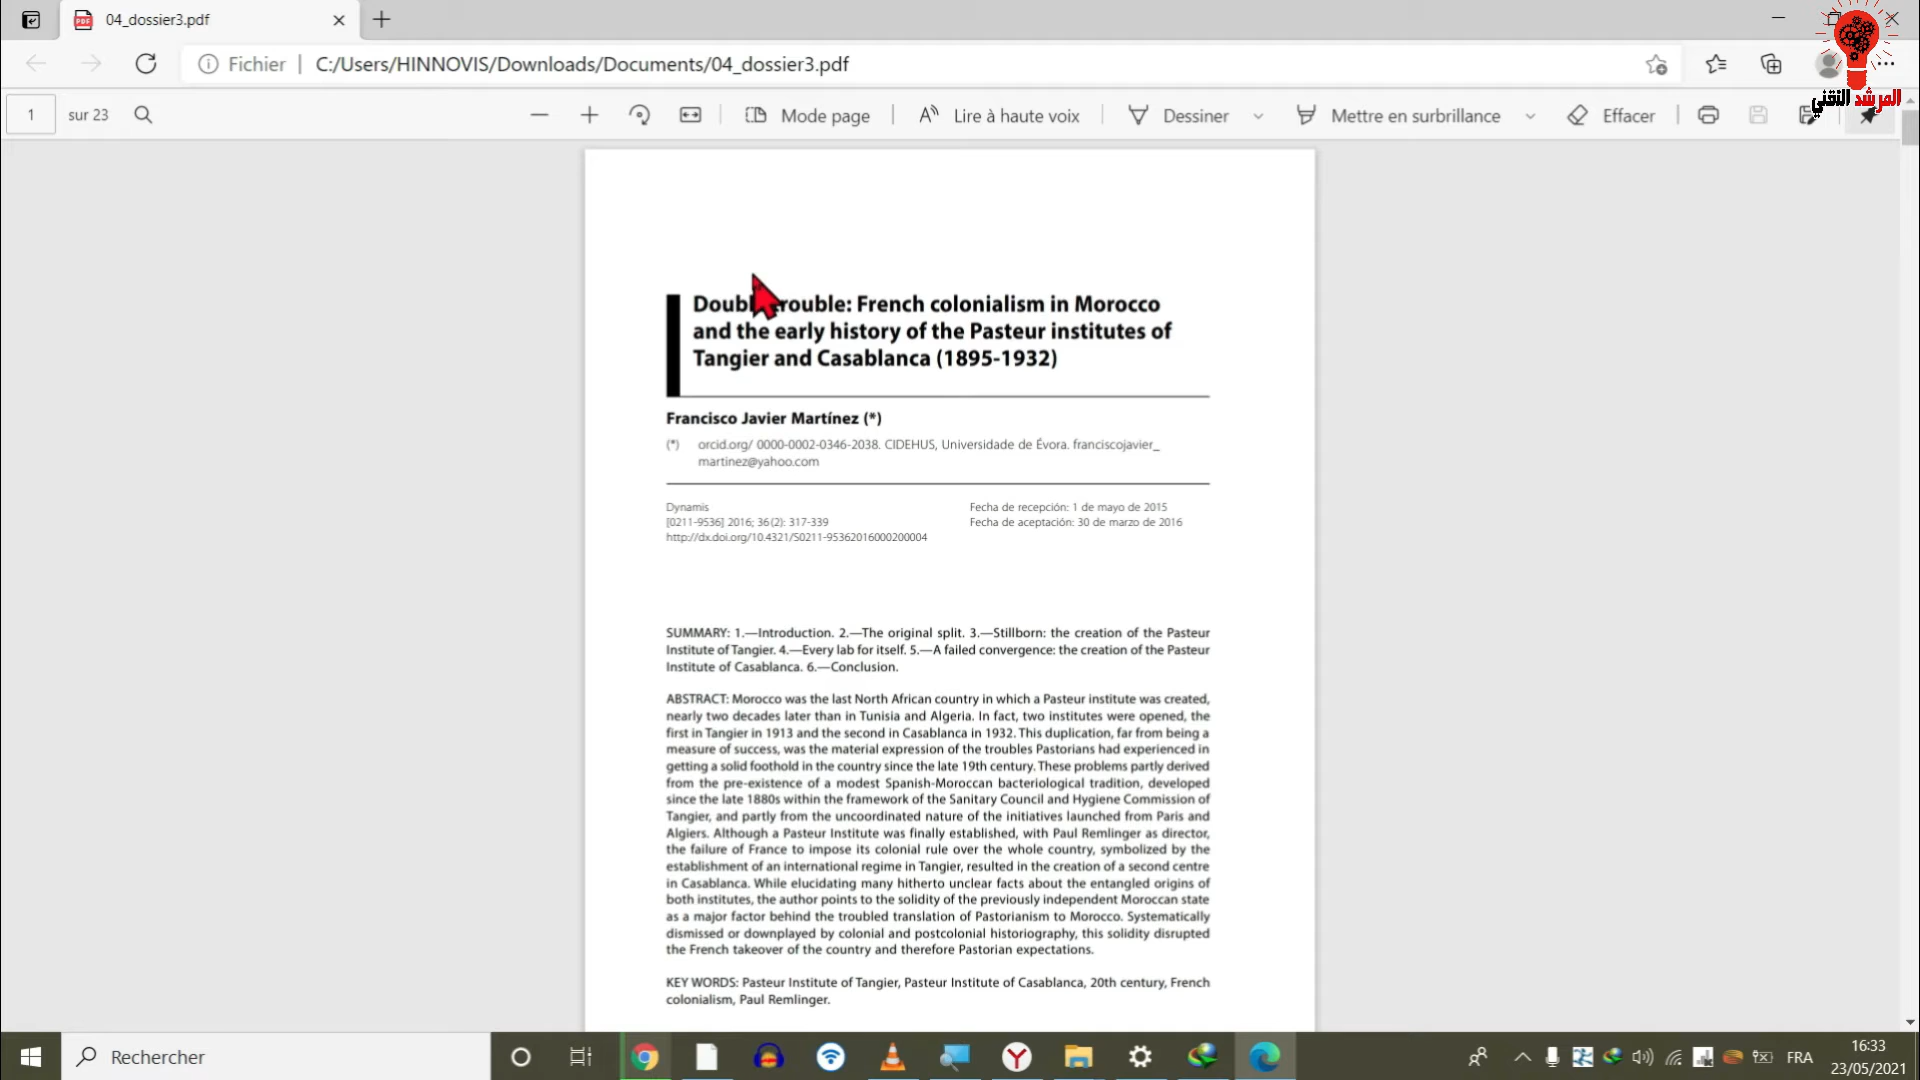 04_dossier3.pdf
Fichier | C:/Users/HINNOVIS/Downloads/Documents/04_dossier3.pdf
المرشد التقني
1 sur 23
Mode page
Lire à haute voix
Dessiner
Mettre en surbrillance
Effacer
Double trouble: French colonialism in Morocco
and the early history of the Pasteur institutes of
Tangier and Casablanca (1895-1932)
Francisco Javier Martínez (*)
(*) orcid.org/ 0000-0002-0346-2038. CIDEHUS, Universidade de Évora. franciscojavier_
martinez@yahoo.com
Dynamis
[0211-9536] 2016; 36(2): 317-339
http://dx.doi.org/10.4321/S0211-95362016000200004
Fecha de recepción: 1 de mayo de 2015
Fecha de aceptación: 30 de marzo de 2016
SUMMARY: 1.—Introduction. 2.—The original split. 3.—Stillborn: the creation of the Pasteur
Institute of Tangier. 4.—Every lab for itself. 5.—A failed convergence: the creation of the Pasteur
Institute of Casablanca. 6.—Conclusion.
ABSTRACT: Morocco was the last North African country in which a Pasteur institute was created,
nearly two decades later than in Tunisia and Algeria. In fact, two institutes were opened, the
first in Tangier in 1913 and the second in Casablanca in 1932. This duplication, far from being a
measure of success, was the material expression of the troubles Pastorians had experienced in
getting a solid foothold in the country since the late 19th century. These problems partly derived
from the pre-existence of a modest Spanish-Moroccan bacteriological tradition, developed
since the late 1880s within the framework of the Sanitary Council and Hygiene Commission of
Tangier, and partly from the uncoordinated nature of the initiatives launched from Paris and
Algiers. Although a Pasteur Institute was finally established, with Paul Remlinger as director,
the failure of France to impose its colonial rule over the whole country, symbolized by the
establishment of an international regime in Tangier, resulted in the creation of a second centre
in Casablanca. While elucidating many hitherto unclear facts about the entangled origins of
both institutes, the author points to the solidity of the previously independent Moroccan state
as a major factor behind the troubled translation of Pastorianism to Morocco. Systematically
dismissed or downplayed by colonial and postcolonial historiography, this solidity disrupted
the French takeover of the country and therefore Pastorian expectations.
KEY WORDS: Pasteur Institute of Tangier, Pasteur Institute of Casablanca, 20th century, French
colonialism, Paul Remlinger.
Rechercher
FRA
16:33
23/05/2021